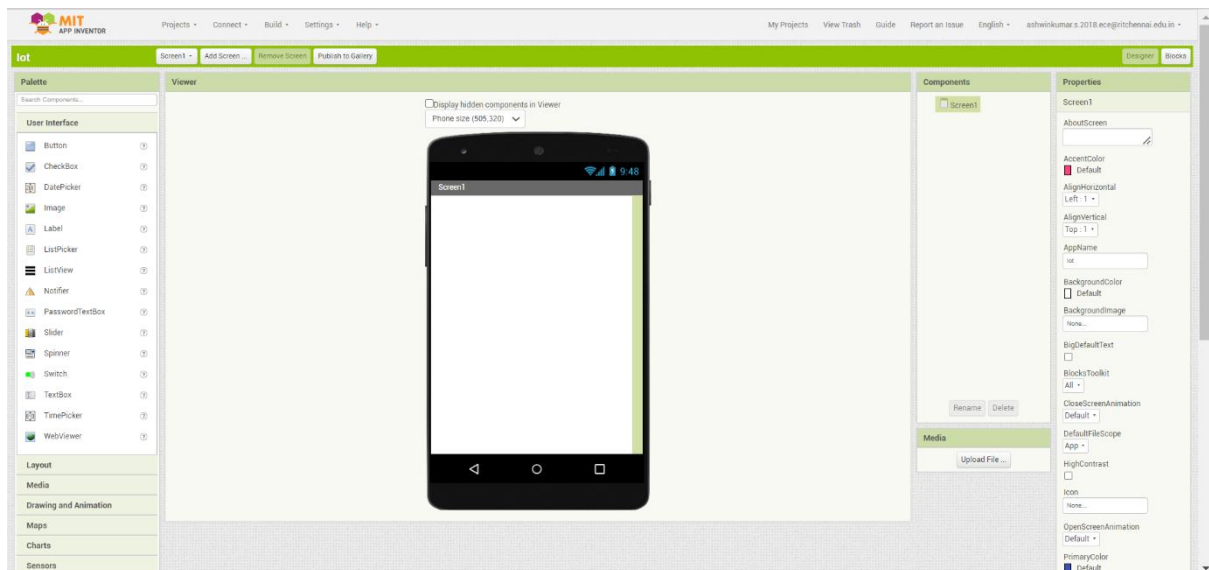 MIT
APP INVENTOR
Projects Connect Build Settings Help
My Projects View Trash Guide Report an Issue English ashwinkumar.s.2018.ece@ritchennai.edu.in
Iot Screen1 Add Screen ... Remove Screen Publish to Gallery Designer Blocks
Palette
Search Components...
User Interface
Button
CheckBox
DatePicker
Image
Label
ListPicker
ListView
Notifier
PasswordTextBox
Slider
Spinner
Switch
TextBox
TimePicker
WebViewer
Layout
Media
Drawing and Animation
Maps
Charts
Sensors
Viewer
Display hidden components in Viewer
Phone size (505,320)
9:48
Screen1
Components
Screen1
Rename Delete
Media
Upload File ...
Properties
Screen1
AboutScreen
AccentColor
Default
AlignHorizontal
Left : 1
AlignVertical
Top : 1
AppName
Iot
BackgroundColor
Default
BackgroundImage
None...
BigDefaultText
BlocksToolkit
All
CloseScreenAnimation
Default
DefaultFileScope
App
HighContrast
Icon
None...
OpenScreenAnimation
Default
PrimaryColor
Default